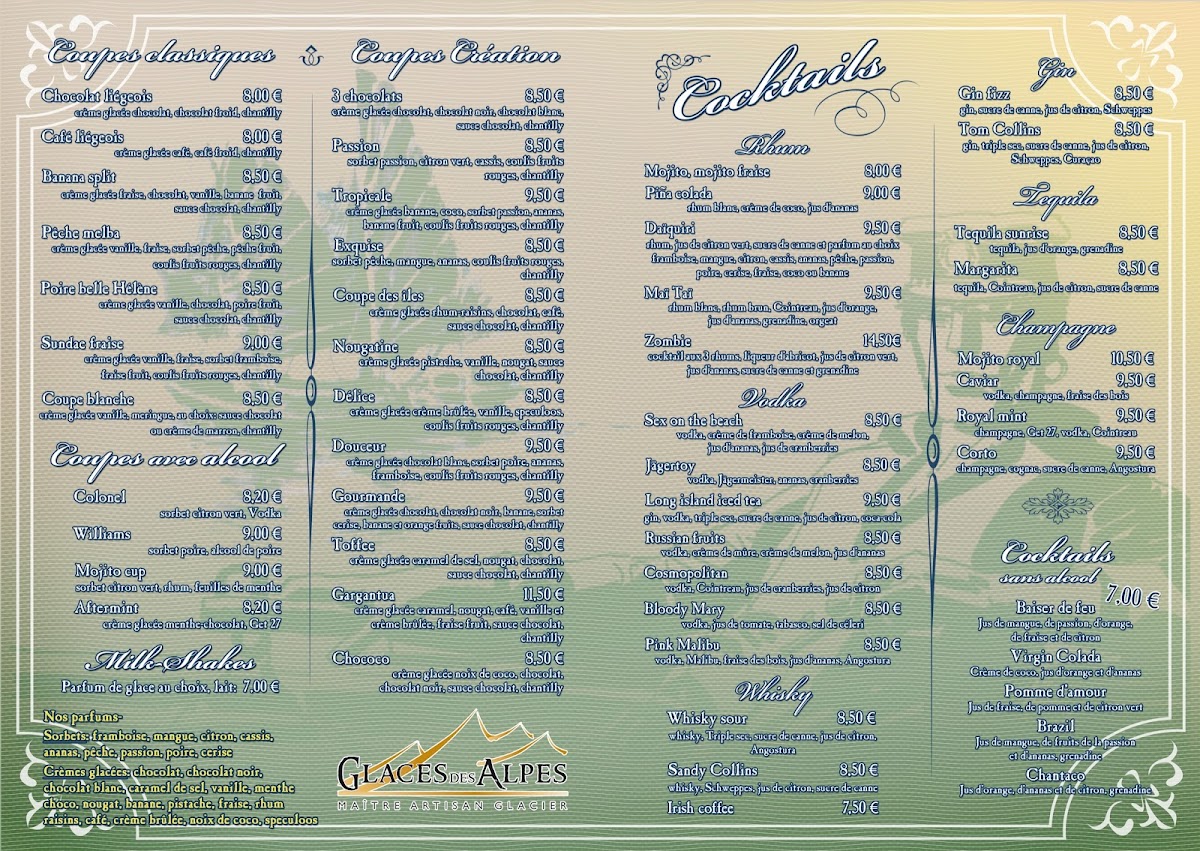 Coupes classiques
Chocolat liégeois 8,00 €
crème glacée chocolat, chocolat froid, chantilly
Café liégeois 8,00 €
crème glacée café, café froid, chantilly
Banana split 8,50 €
crème glacée fraise, chocolat, vanille, banane fruit,
sauce chocolat, chantilly
Pêche melba 8,50 €
crème glacée vanille, fraise, sorbet pêche, pêche fruit,
coulis fruits rouges, chantilly
Poire belle Hélène 8,50 €
crème glacée vanille, chocolat, poire fruit,
sauce chocolat, chantilly
Sundae fraise 9,00 €
crème glacée vanille, fraise, sorbet framboise,
fraise fruit, coulis fruits rouges, chantilly
Coupe blanche 8,50 €
crème glacée vanille, meringue, au choix: sauce chocolat
ou crème de marron, chantilly
Coupes avec alcool
Colonel 8,20 €
sorbet citron vert, Vodka
Williams 9,00 €
sorbet poire, alcool de poire
Mojito cup 9,00 €
sorbet citron vert, rhum, feuilles de menthe
Aftermint 8,20 €
crème glacée menthe-chocolat, Get 27
Milk-Shakes
Parfum de glace au choix, lait: 7,00 €
Nos parfums-
Sorbets: framboise, mangue, citron, cassis,
ananas, pêche, passion, poire, cerise
Crèmes glacées: chocolat, chocolat noir,
chocolat blanc, caramel de sel, vanille, menthe
choco, nougat, banane, pistache, fraise, rhum
raisins, café, crème brûlée, noix de coco, speculoos
Coupes Création
3 chocolats 8,50 €
crème glacée chocolat, chocolat noir, chocolat blanc,
sauce chocolat, chantilly
Passion 8,50 €
sorbet passion, citron vert, cassis, coulis fruits
rouges, chantilly
Tropicale 9,50 €
crème glacée banane, coco, sorbet passion, ananas,
banane fruit, coulis fruits rouges, chantilly
Exquise 8,50 €
sorbet pêche, mangue, ananas, coulis fruits rouges,
chantilly
Coupe des îles 8,50 €
crème glacée rhum-raisins, chocolat, café,
sauce chocolat, chantilly
Nougatine 8,50 €
crème glacée pistache, vanille, nougat, sauce
chocolat, chantilly
Délice 8,50 €
crème glacée crème brûlée, vanille, speculoos,
coulis fruits rouges, chantilly
Douceur 9,50 €
crème glacée chocolat blanc, sorbet poire, ananas,
framboise, coulis fruits rouges, chantilly
Gourmande 9,50 €
crème glacée chocolat, chocolat noir, banane, sorbet
cerise, banane et orange fruits, sauce chocolat, chantilly
Toffee 8,50 €
crème glacée caramel de sel, nougat, chocolat,
sauce chocolat, chantilly
Gargantua 11,50 €
crème glacée caramel, nougat, café, vanille et
crème brûlée, fraise fruit, sauce chocolat,
chantilly
Chococo 8,50 €
crème glacée noix de coco, chocolat,
chocolat noir, sauce chocolat, chantilly
GLACES DES ALPES
MAÎTRE ARTISAN GLACIER
Cocktails
Rhum
Mojito, mojito fraise 8,00 €
Piña colada 9,00 €
rhum blanc, crème de coco, jus d'ananas
Daïquiri 9,50 €
rhum, jus de citron vert, sucre de canne et parfum au choix
framboise, mangue, citron, cassis, ananas, pêche, passion,
poire, cerise, fraise, coco ou banane
Maï Taï 9,50 €
rhum blanc, rhum brun, Cointreau, jus d'orange,
jus d'ananas, grenadine, orgeat
Zombie 14,50€
cocktail aux 3 rhums, liqueur d'abricot, jus de citron vert,
jus d'ananas, sucre de canne et grenadine
Vodka
Sex on the beach 8,50 €
vodka, crème de framboise, crème de melon,
jus d'ananas, jus de cranberries
Jägertoy 8,50 €
vodka, Jägermeister, ananas, cranberries
Long island iced tea 9,50 €
gin, vodka, triple sec, sucre de canne, jus de citron, coca cola
Russian fruits 8,50 €
vodka, crème de mûre, crème de melon, jus d'ananas
Cosmopolitan 8,50 €
vodka, Cointreau, jus de cranberries, jus de citron
Bloody Mary 8,50 €
vodka, jus de tomate, tabasco, sel de céleri
Pink Malibu 8,50 €
vodka, Malibu, fraise des bois, jus d'ananas, Angostura
Whisky
Whisky sour 8,50 €
whisky, Triple sec, sucre de canne, jus de citron,
Angostura
Sandy Collins 8,50 €
whisky, Schweppes, jus de citron, sucre de canne
Irish coffee 7,50 €
Gin
Gin fizz 8,50 €
gin, sucre de canne, jus de citron, Schweppes
Tom Collins 8,50 €
gin, triple sec, sucre de canne, jus de citron,
Schweppes, Curaçao
Tequila
Tequila sunrise 8,50 €
tequila, jus d'orange, grenadine
Margarita 8,50 €
tequila, Cointreau, jus de citron, sucre de canne
Champagne
Mojito royal 10,50 €
Caviar 9,50 €
vodka, champagne, fraise des bois
Royal mint 9,50 €
champagne, Get 27, vodka, Cointreau
Corto 9,50 €
champagne, cognac, sucre de canne, Angostura
Cocktails
sans alcool
7,00 €
Baiser de feu
Jus de mangue, de passion, d'orange,
de fraise et de citron
Virgin Colada
Crème de coco, jus d'orange et d'ananas
Pomme d'amour
Jus de fraise, de pomme et de citron vert
Brazil
Jus de mangue, de fruits de la passion
et d'ananas, grenadine
Chantaco
Jus d'orange, d'ananas et de citron, grenadine